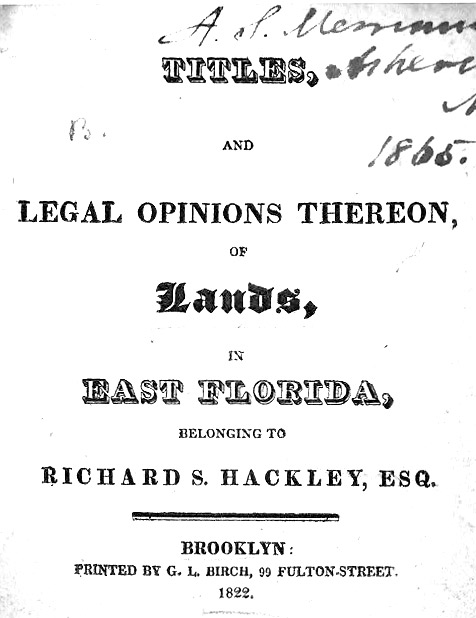 A. S. Merriam
TITLES,
B.
AND
1865.
LEGAL OPINIONS THEREON,
OF
Lands,
IN
EAST FLORIDA,
BELONGING TO
RICHARD S. HACKLEY, ESQ.
BROOKLYN:
PRINTED BY G. L. BIRCH, 99 FULTON-STREET.
1822.